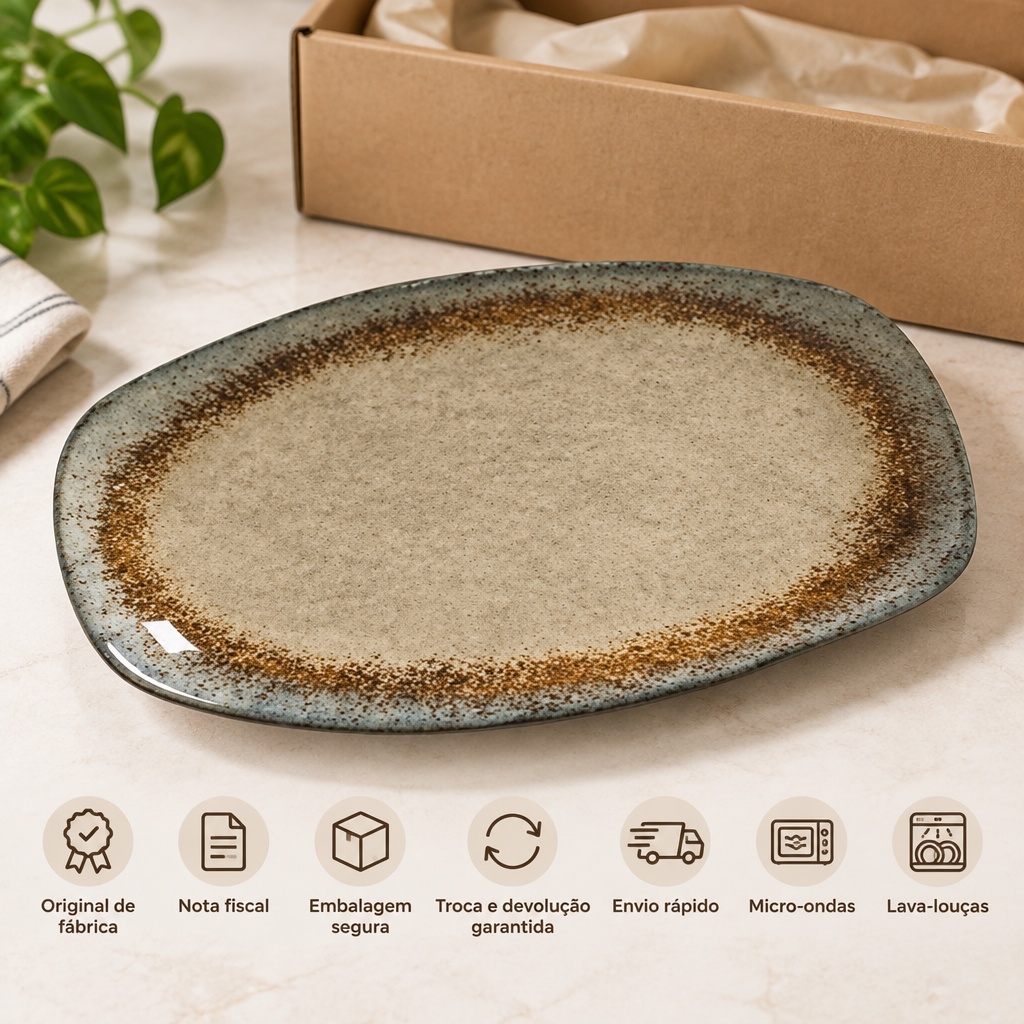 Original de
fábrica
Nota fiscal
Embalagem
segura
Troca e devolução
garantida
Envio rápido
Micro-ondas
Lava-louças